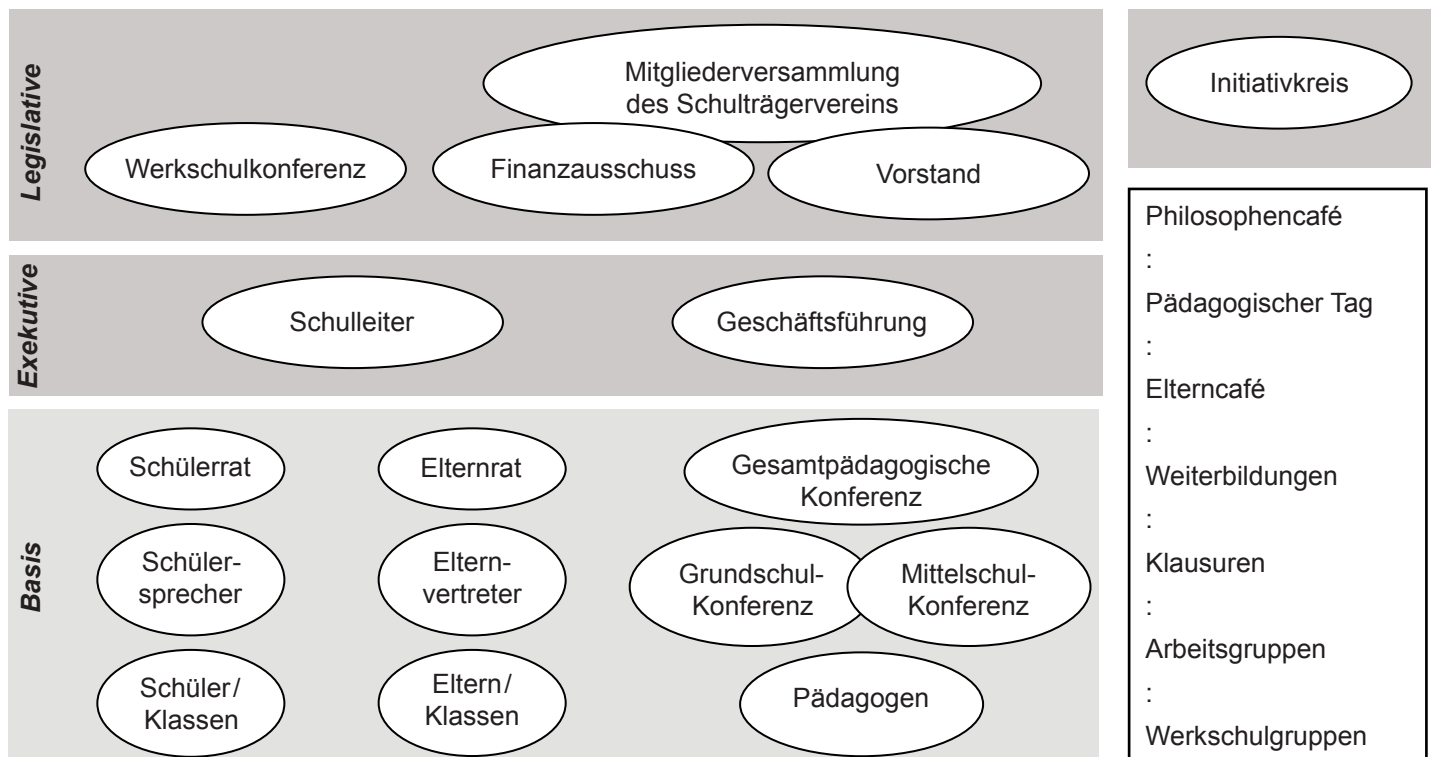 Legislative
Mitgliederversammlung
des Schulträgervereins
Werkschulkonferenz
Finanzausschuss
Vorstand
Exekutive
Schulleiter
Geschäftsführung
Basis
Schülerrat
Elternrat
Gesamtpädagogische
Konferenz
Schüler-
sprecher
Eltern-
vertreter
Grundschul-
Konferenz
Mittelschul-
Konferenz
Schüler/
Klassen
Eltern/
Klassen
Pädagogen
Initiativkreis
Philosophencafé
:
Pädagogischer Tag
:
Elterncafé
:
Weiterbildungen
:
Klausuren
:
Arbeitsgruppen
:
Werkschulgruppen